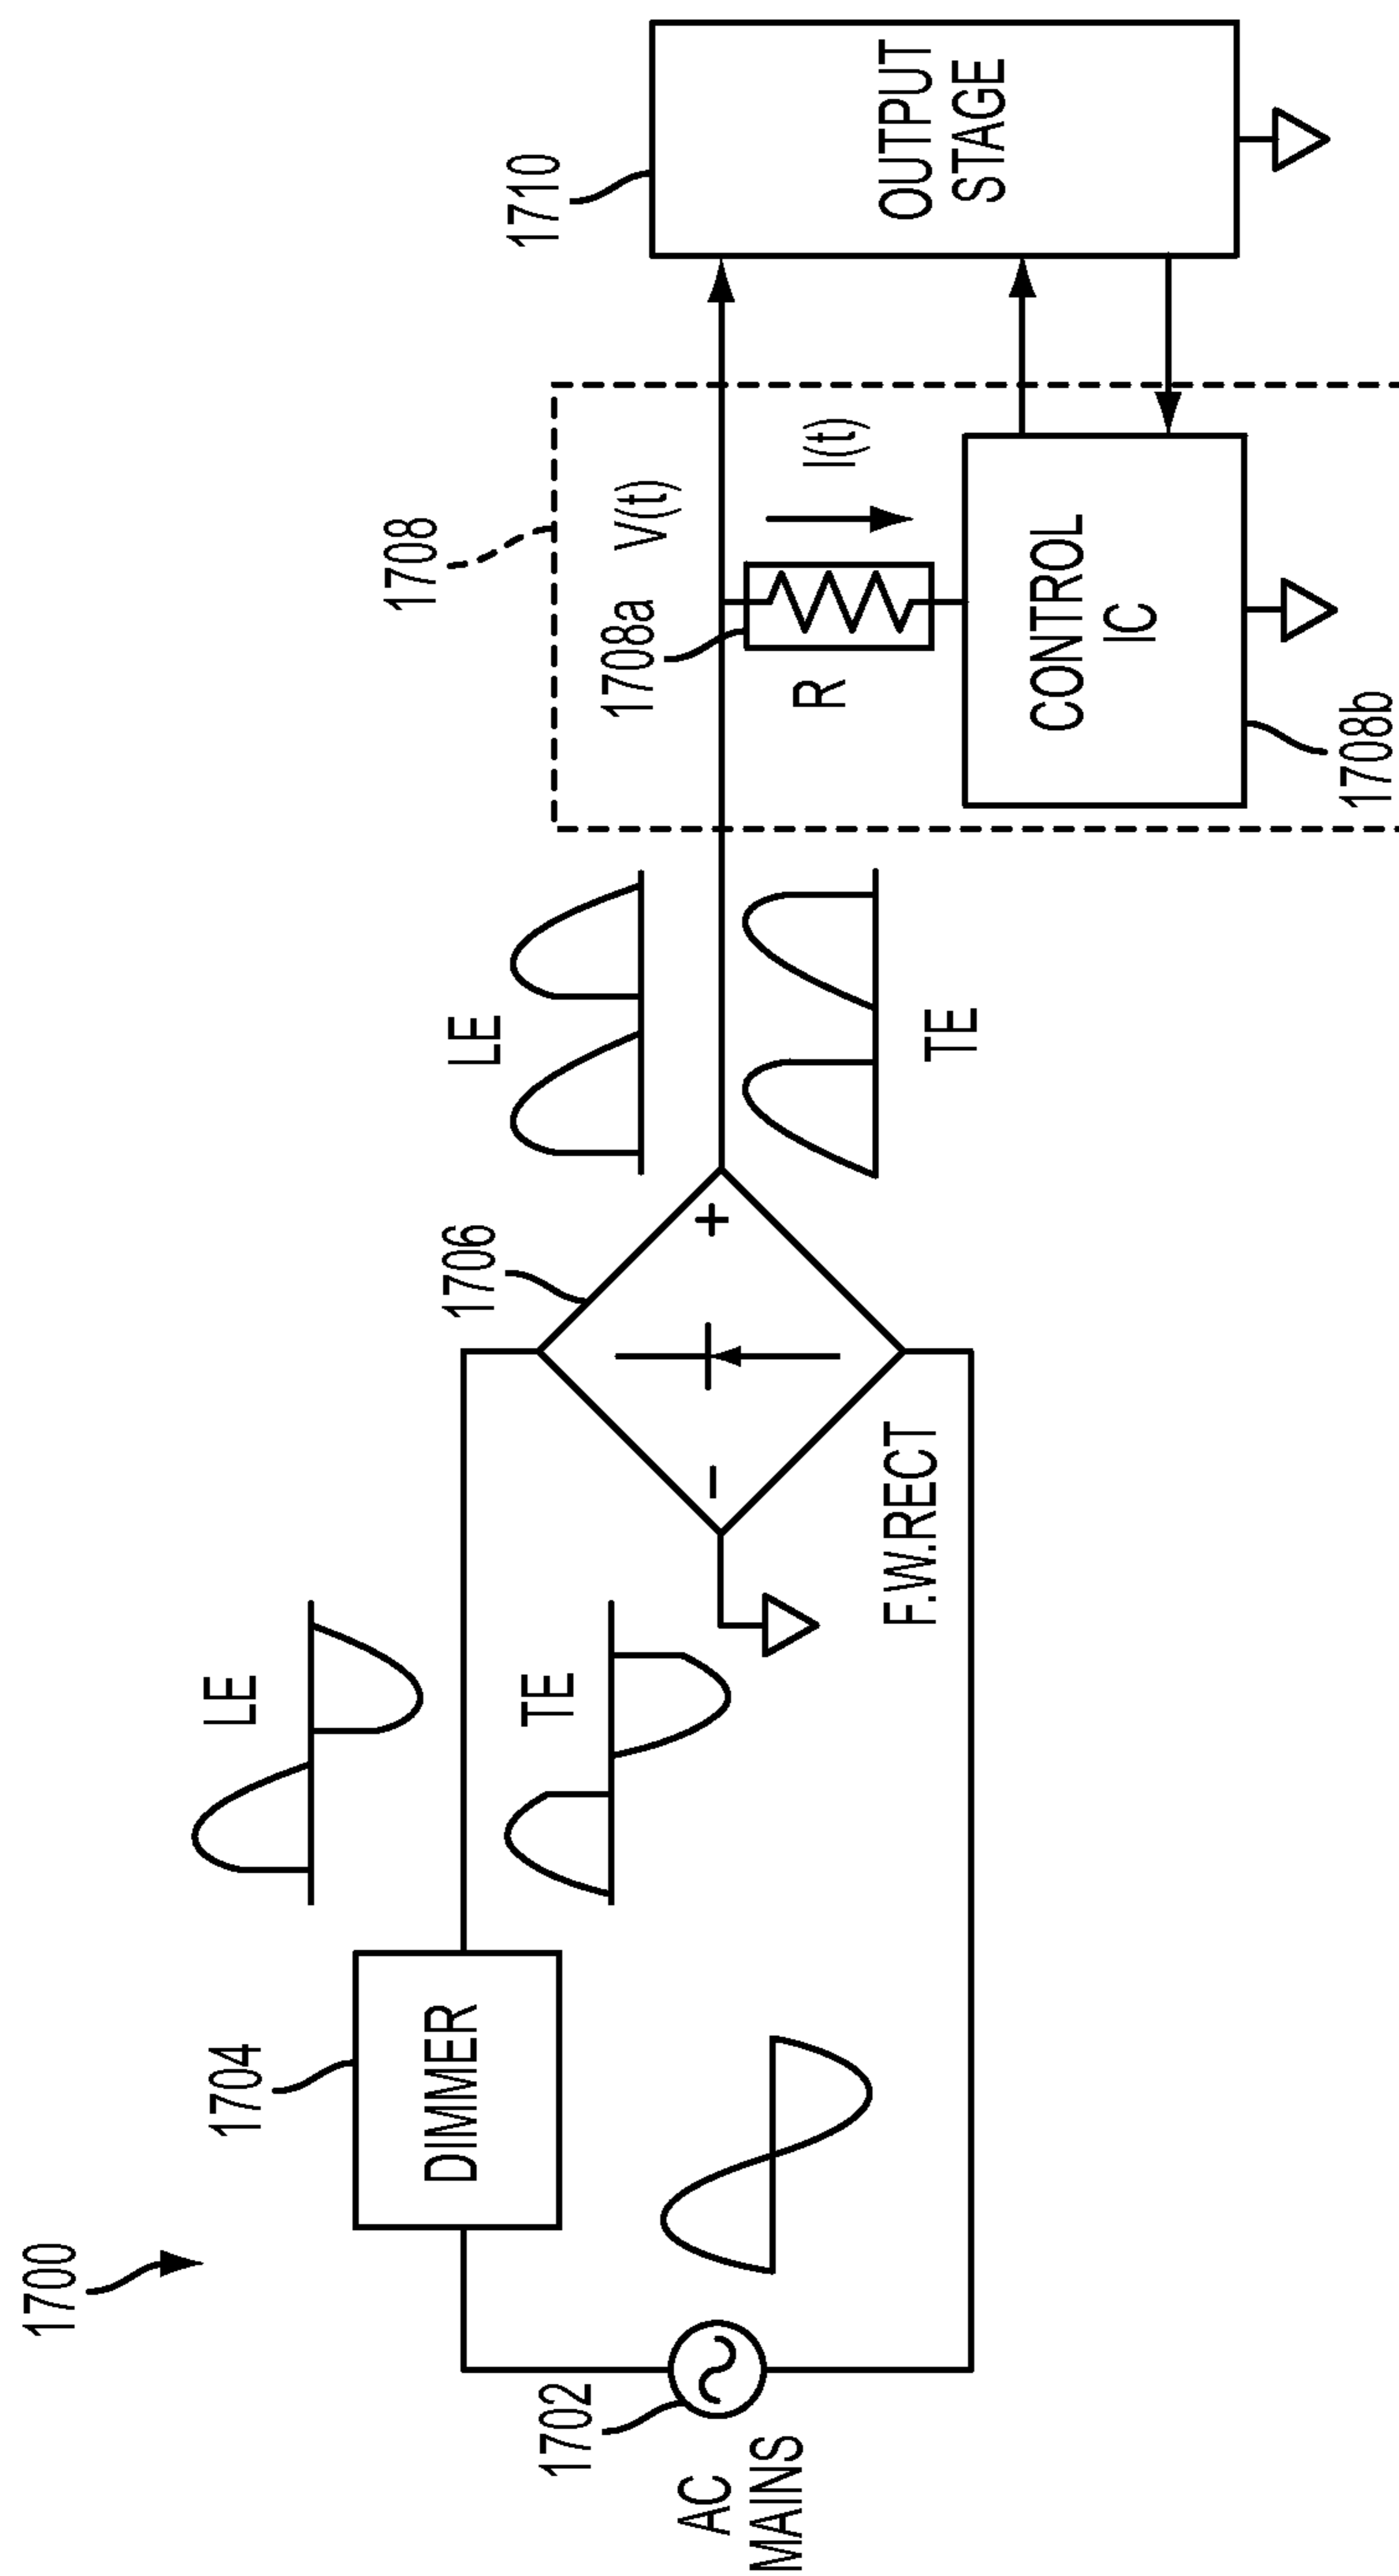 1700
1702
AC
MAINS
1704
DIMMER
LE
TE
1706
+
-
F.W.RECT
LE
TE
1708
V(t)
1708a
R
I(t)
CONTROL
IC
1708b
1710
OUTPUT
STAGE